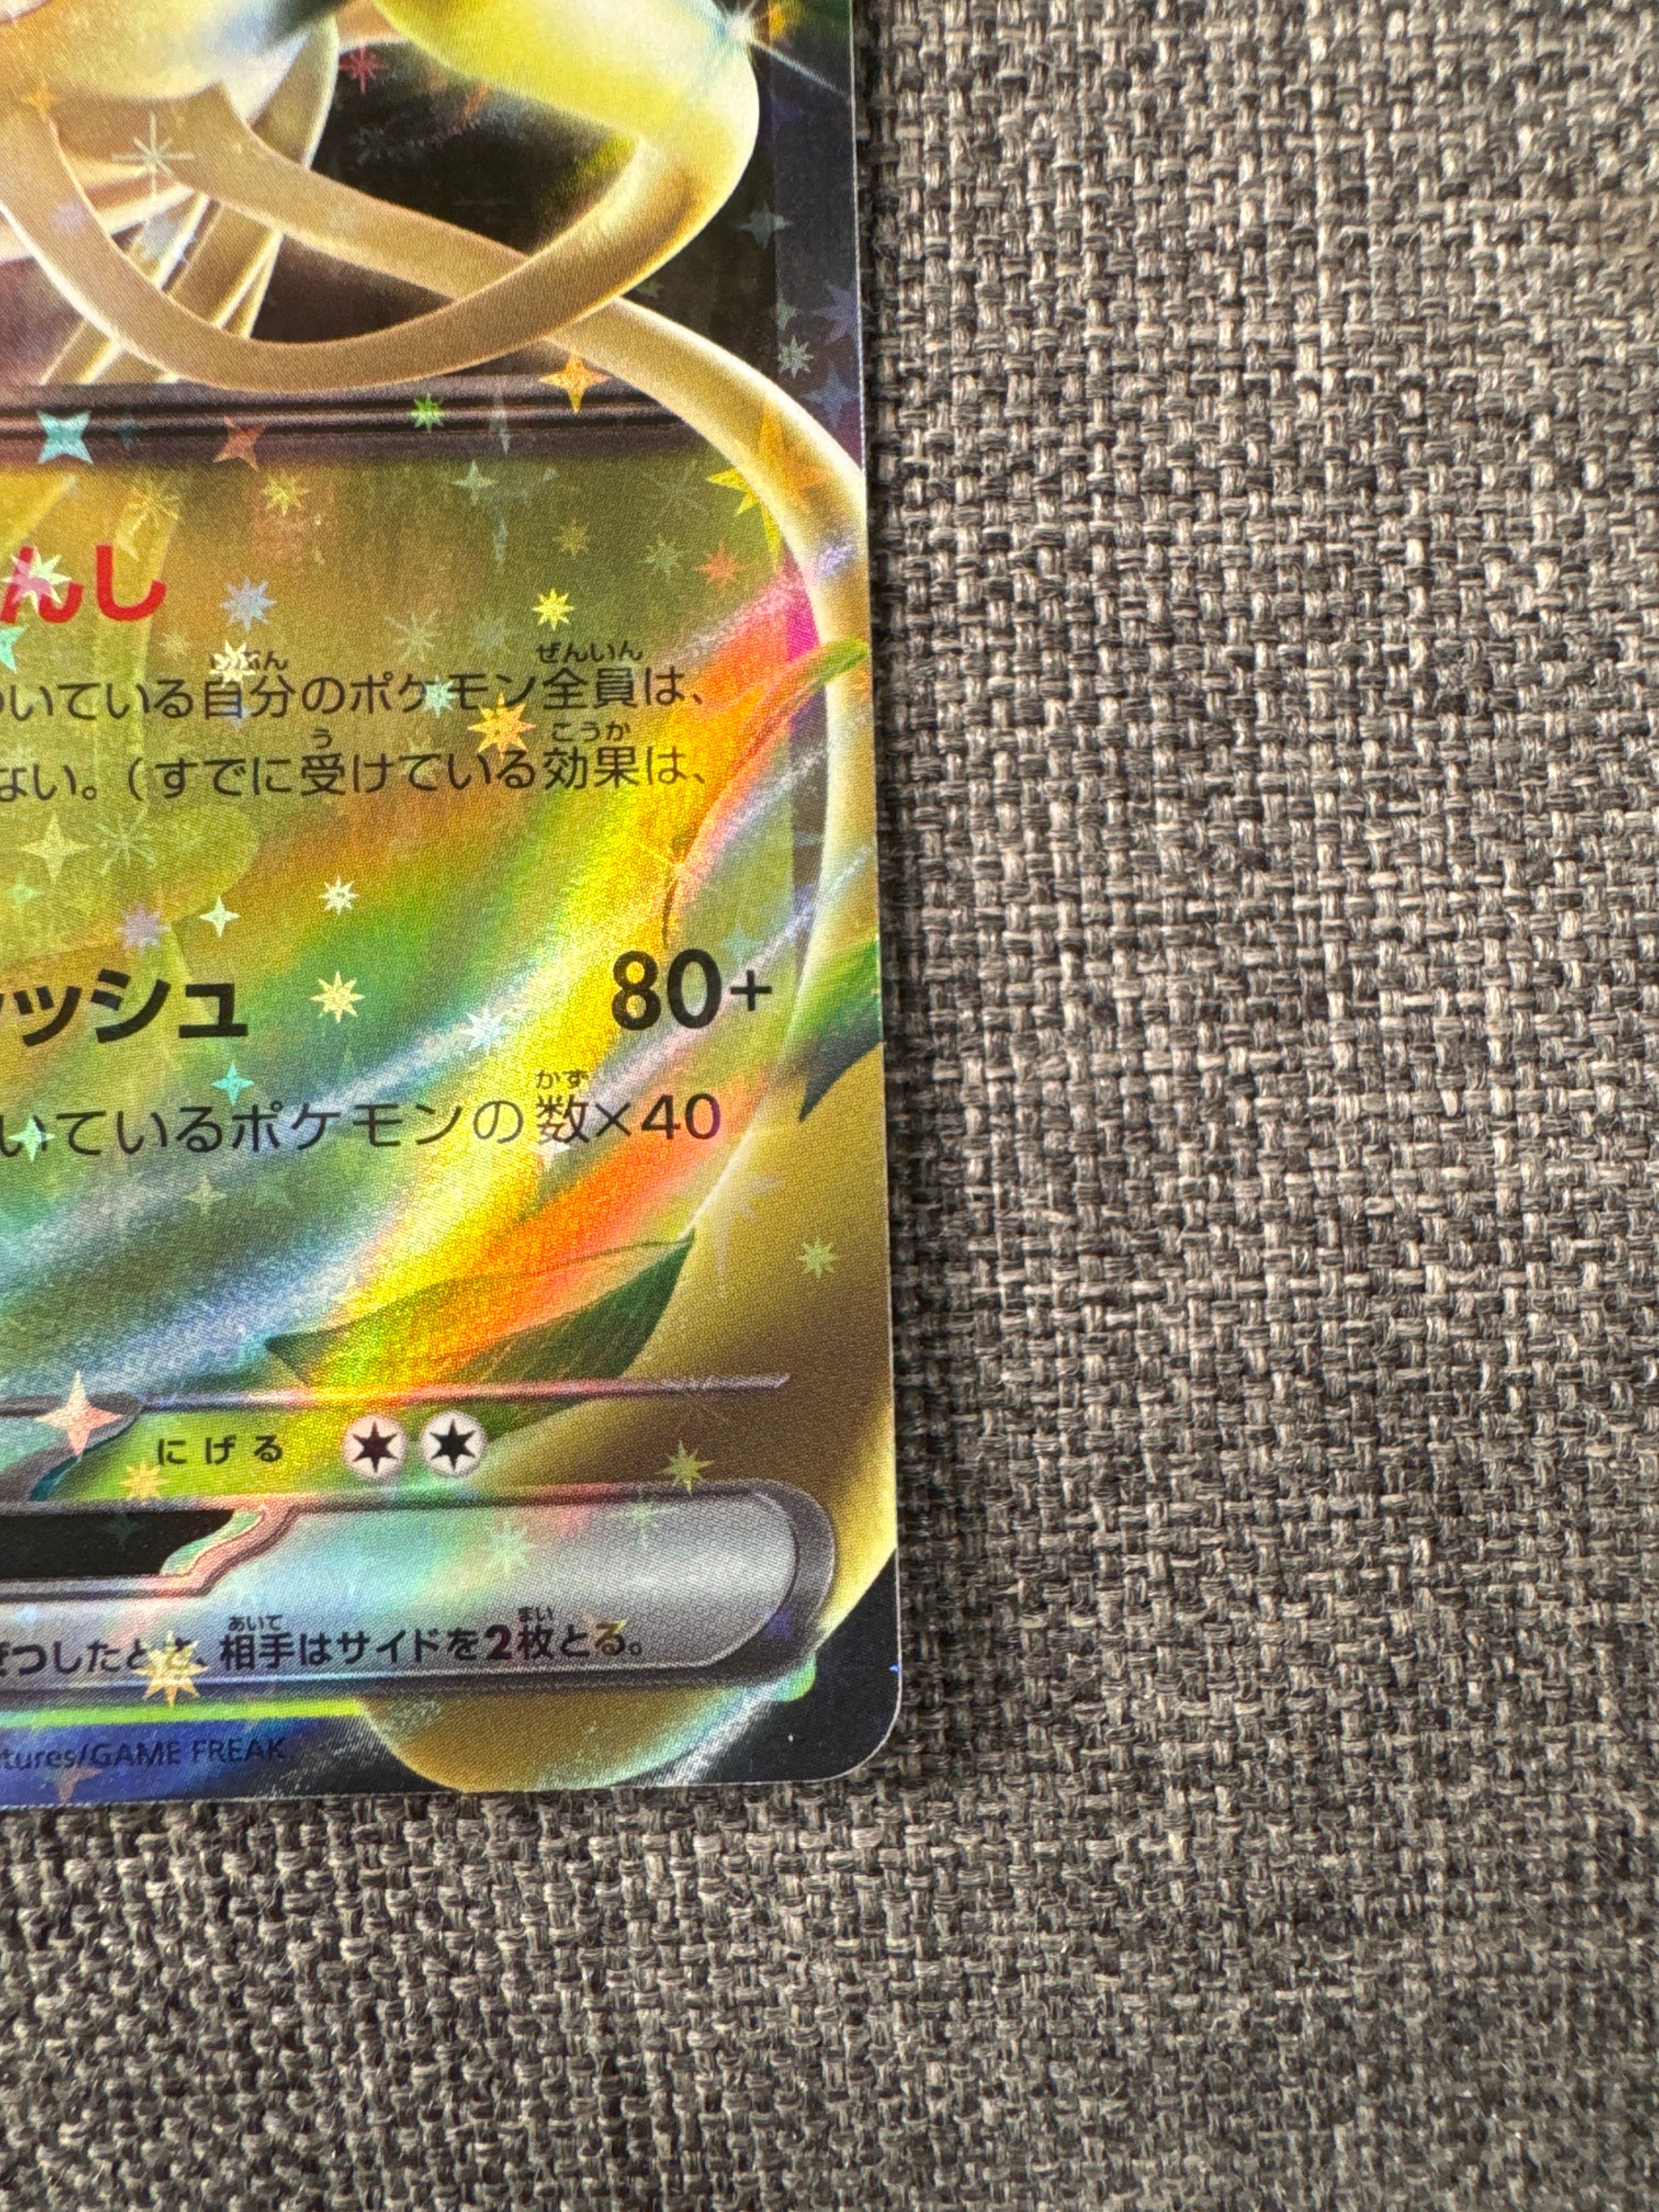 んし
ついている自分のポケモン全員は、
ぜんいん
ない。(すでに受けている効果は、
う
こうか
ッシュ 80+
いているポケモンの数×40
かず
にげる
ぜつしたとき、相手はサイドを2枚とる。
あいて
まい
tures/GAME FREAK